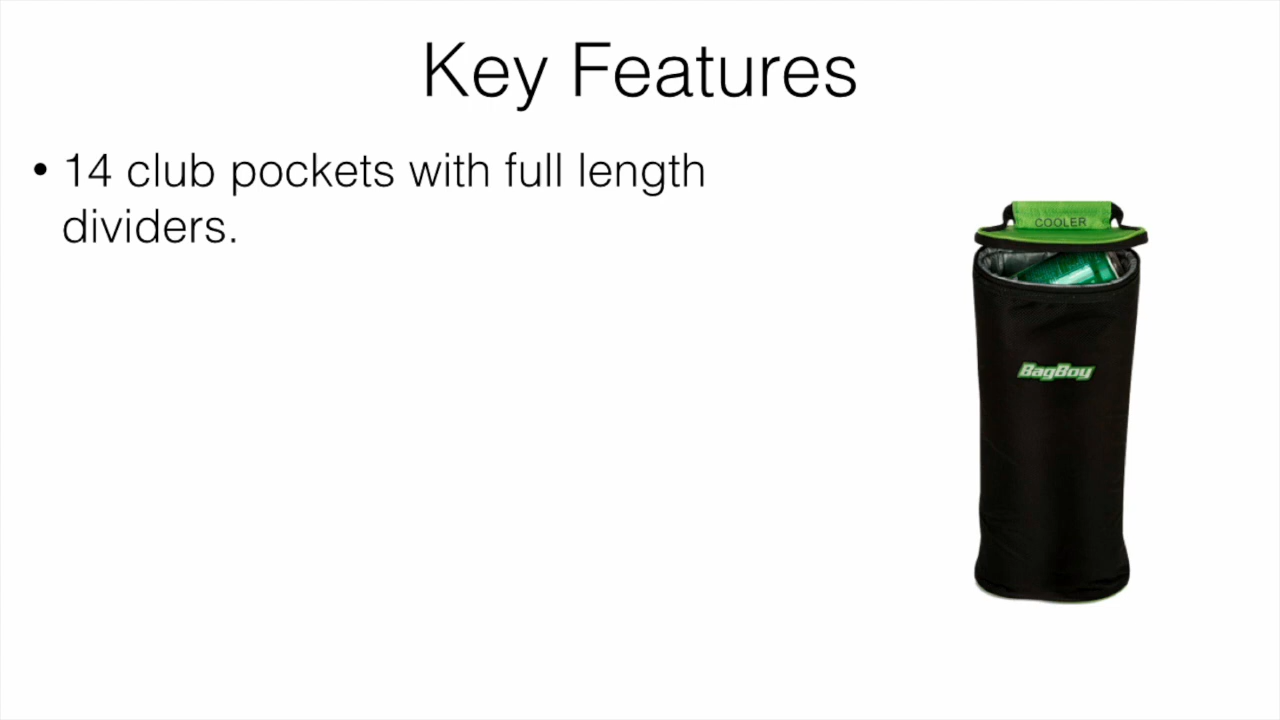 Key Features
• 14 club pockets with full length
dividers.
COOLER
BagBoy